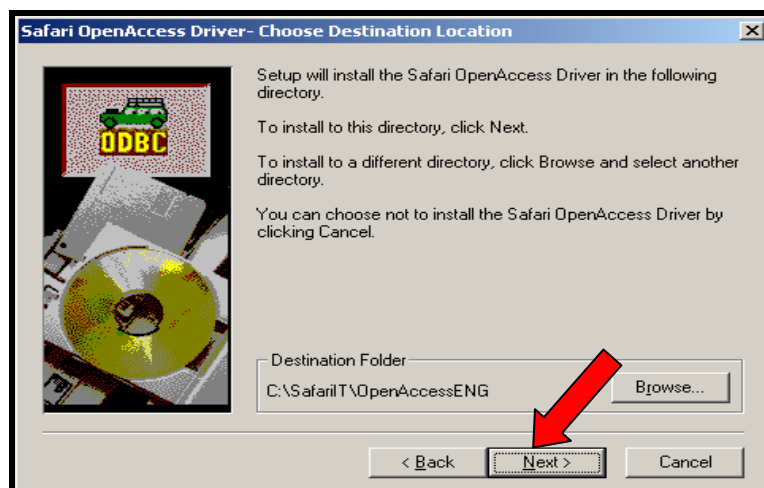 Safari OpenAccess Driver- Choose Destination Location
ODBC
Setup will install the Safari OpenAccess Driver in the following
directory.
To install to this directory, click Next.
To install to a different directory, click Browse and select another
directory.
You can choose not to install the Safari OpenAccess Driver by
clicking Cancel.
Destination Folder
C:\SafariIT\OpenAccessENG
Browse...
< Back
Next >
Cancel